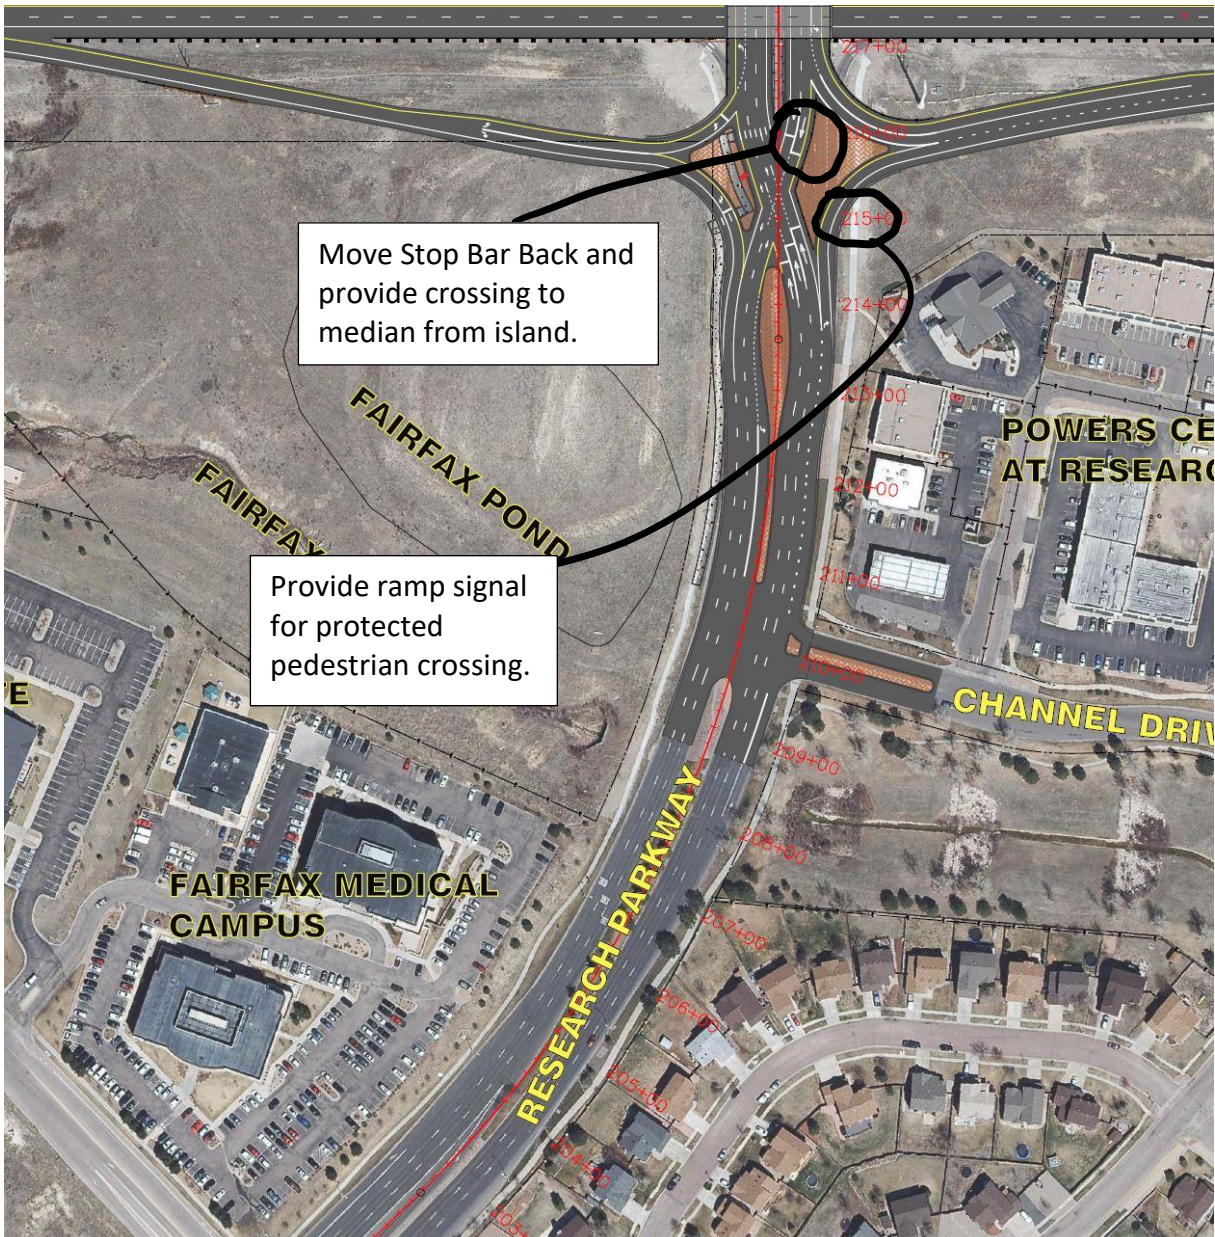 217+00
216+00
215+00
Move Stop Bar Back and
provide crossing to
median from island.
214+00
213+00
FAIRFAX POND
POWERS CE
AT RESEARC
FAIRFAX
212+00
211+00
Provide ramp signal
for protected
pedestrian crossing.
210+00
E
CHANNEL DRIV
209+00
208+00
FAIRFAX MEDICAL
CAMPUS
RESEARCH PARKWAY
207+00
206+00
205+00
204+00
203+